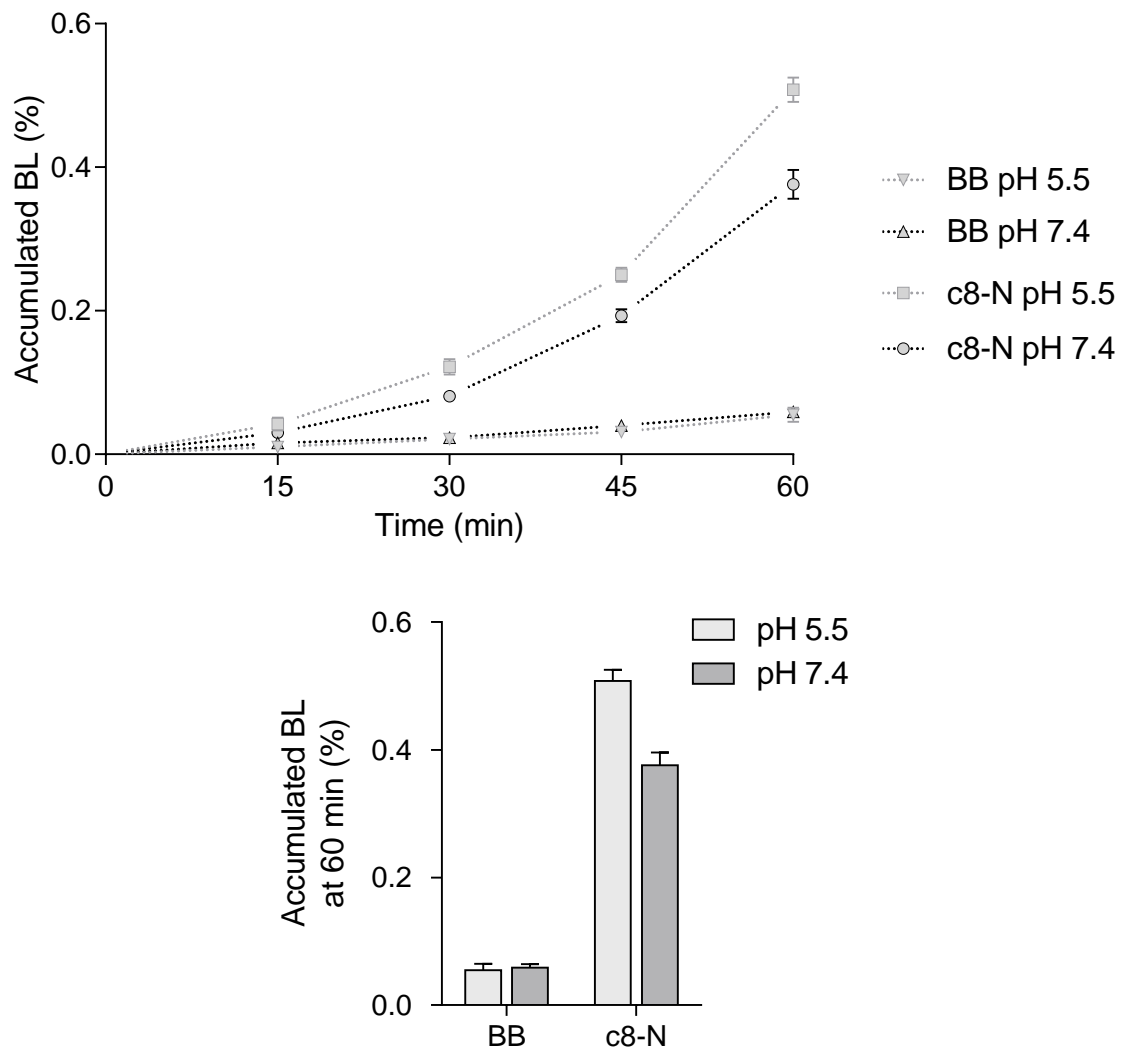 0.6
0.4
0.2
0.0
Accumulated BL (%)
0 15 30 45 60
Time (min)
BB pH 5.5
BB pH 7.4
c8-N pH 5.5
c8-N pH 7.4
0.6
0.4
0.2
0.0
Accumulated BL
at 60 min (%)
BB c8-N
pH 5.5
pH 7.4